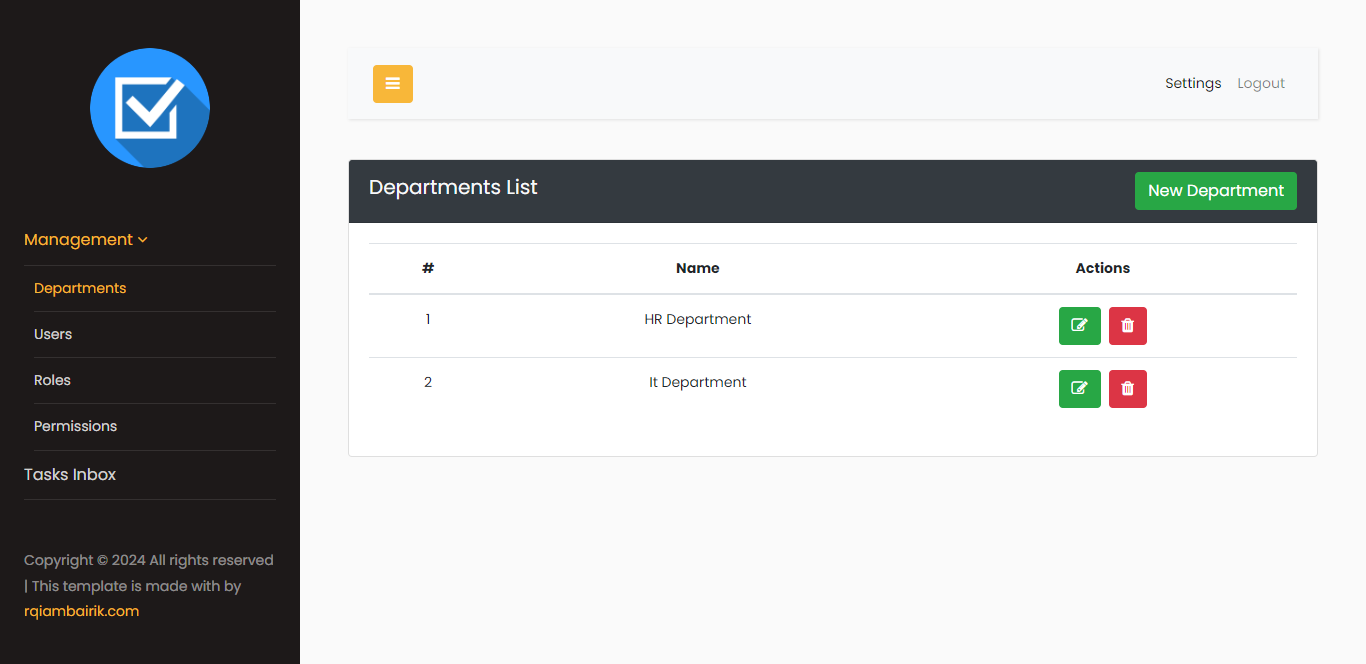 Settings Logout
Departments List New Department
Management
Departments
Users
Roles
Permissions
Tasks Inbox
# Name Actions
1 HR Department
2 It Department
Copyright © 2024 All rights reserved
| This template is made with by
rqiambairik.com